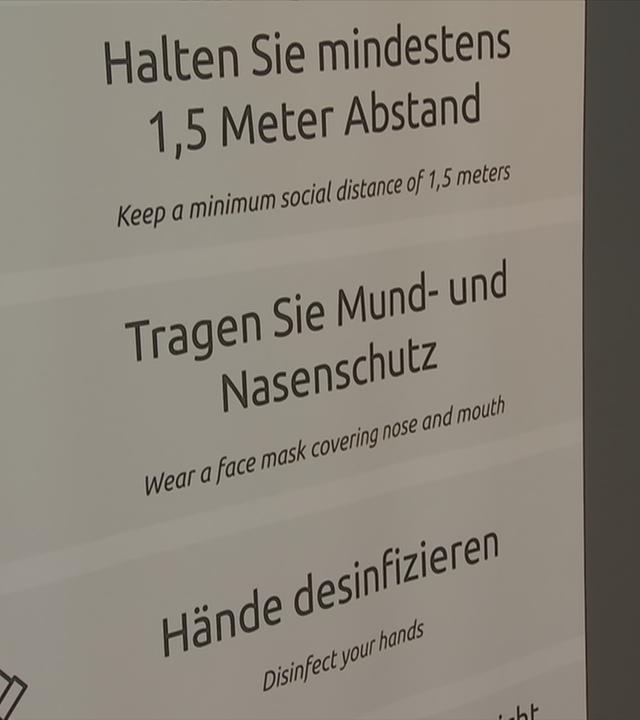 Halten Sie mindestens
1,5 Meter Abstand
Keep a minimum social distance of 1,5 meters
Tragen Sie Mund- und
Nasenschutz
Wear a face mask covering nose and mouth
Hände desinfizieren
Disinfect your hands